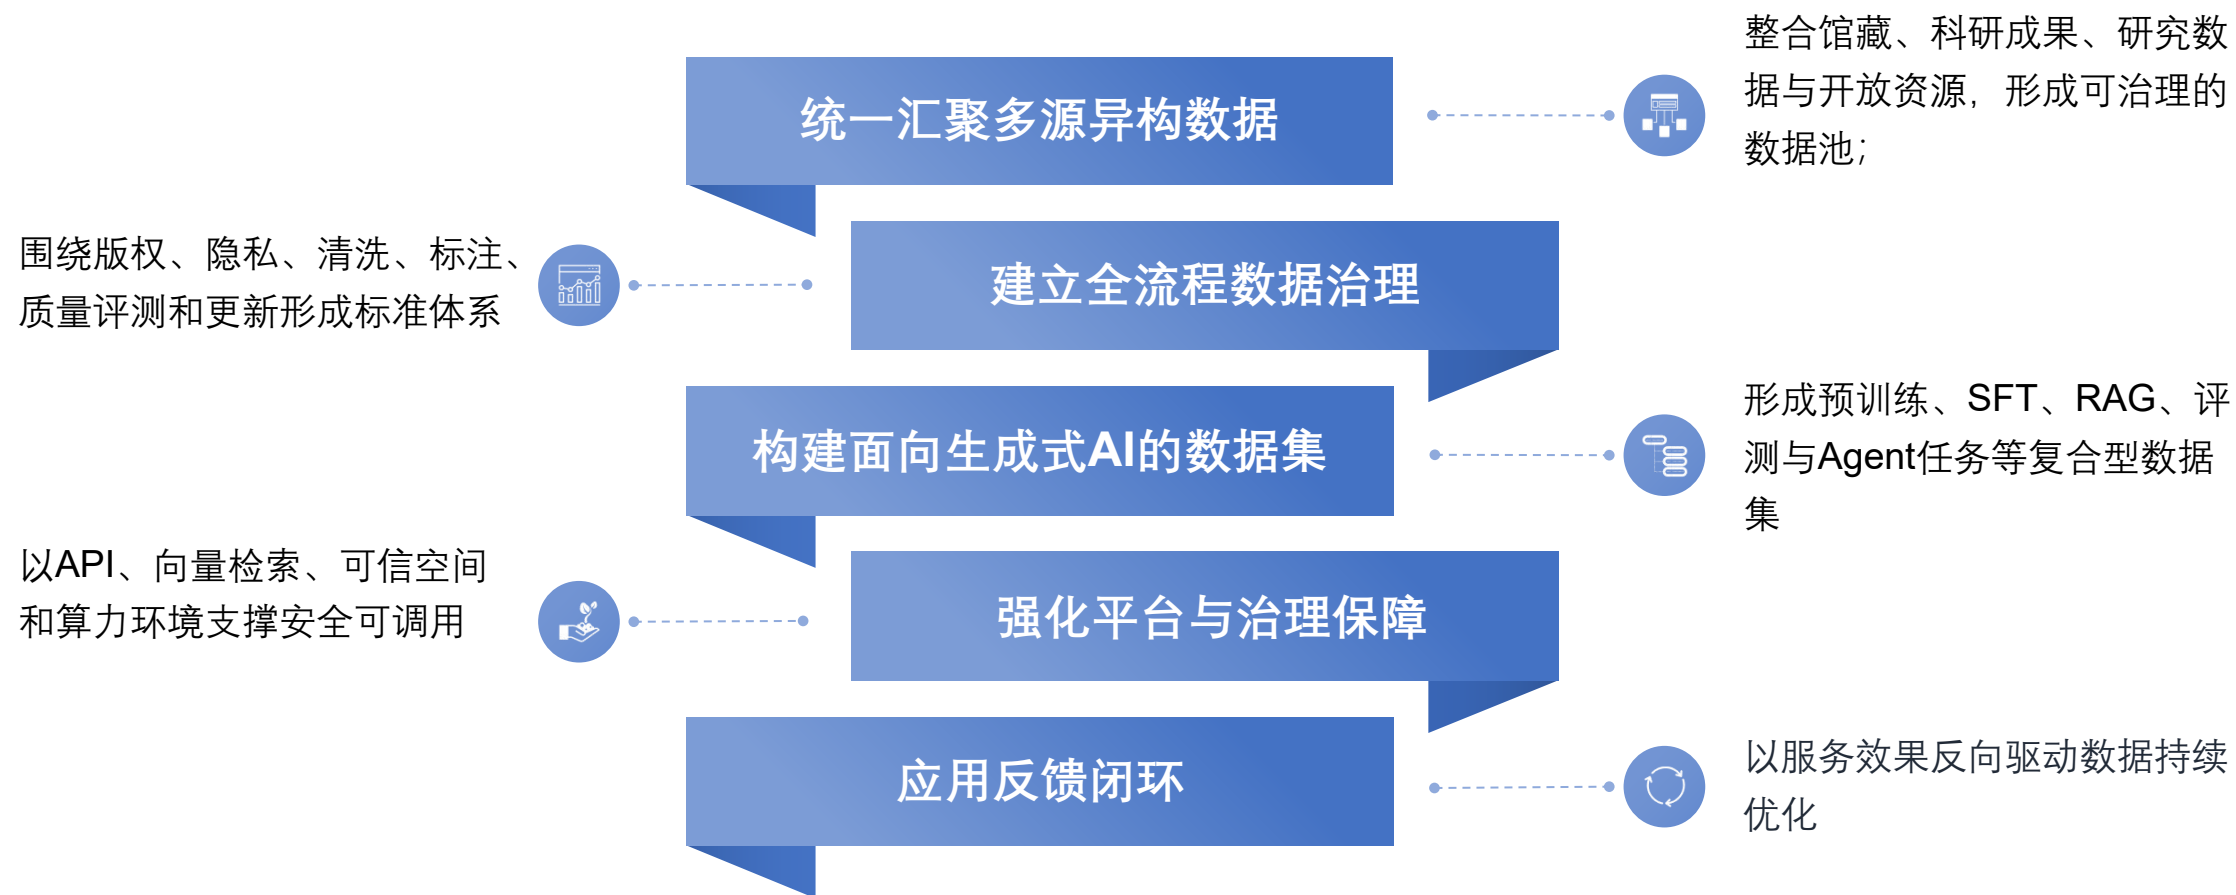 整合馆藏、科研成果、研究数
据与开放资源，形成可治理的
数据池；
统一汇聚多源异构数据
围绕版权、隐私、清洗、标注、
质量评测和更新形成标准体系
建立全流程数据治理
形成预训练、SFT、RAG、评
测与Agent任务等复合型数据
集
构建面向生成式AI的数据集
以API、向量检索、可信空间
和算力环境支撑安全可调用
强化平台与治理保障
以服务效果反向驱动数据持续
优化
应用反馈闭环